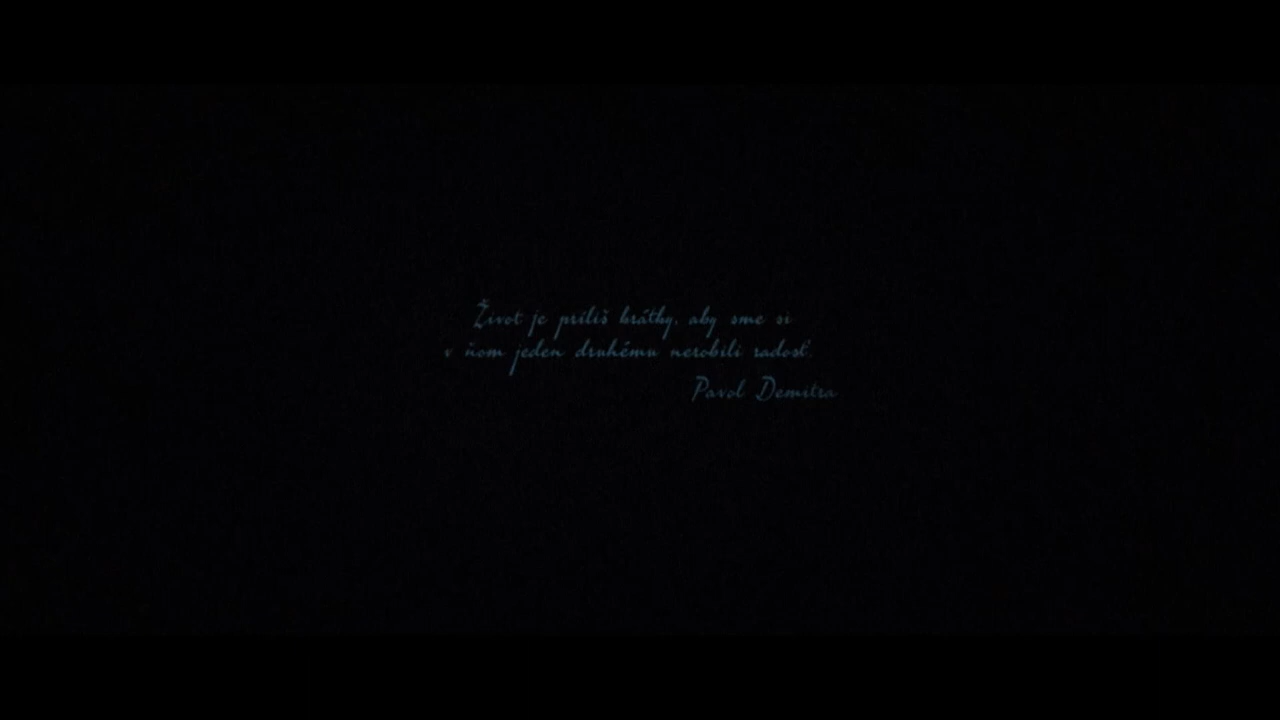 Život je príliš krátky, aby sme si
v ňom jeden druhému nerobili radosť.
Pavol Demitra